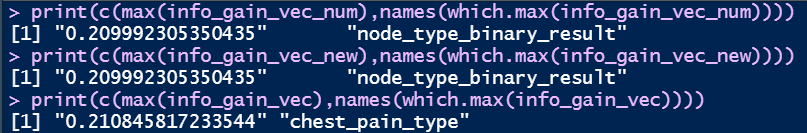 > print(c(max(info_gain_vec_num),names(which.max(info_gain_vec_num))))
[1] "0.209992305350435"       "node_type_binary_result"
> print(c(max(info_gain_vec_new),names(which.max(info_gain_vec_new))))
[1] "0.209992305350435"       "node_type_binary_result"
> print(c(max(info_gain_vec),names(which.max(info_gain_vec))))
[1] "0.210845817233544" "chest_pain_type"